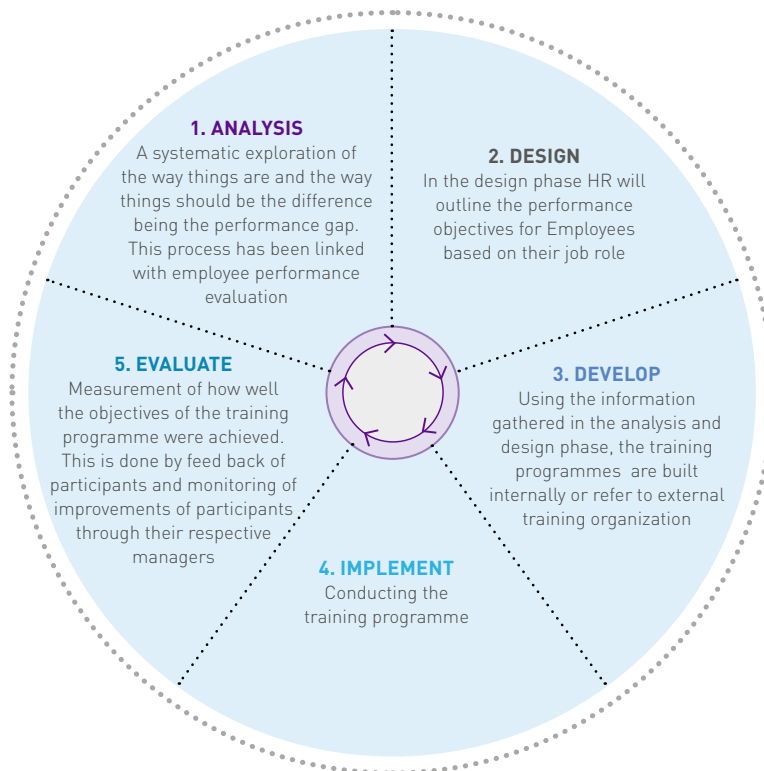 1. ANALYSIS
A systematic exploration of
the way things are and the way
things should be the difference
being the performance gap.
This process has been linked
with employee performance
evaluation
2. DESIGN
In the design phase HR will
outline the performance
objectives for Employees
based on their job role
3. DEVELOP
Using the information
gathered in the analysis and
design phase, the training
programmes are built
internally or refer to external
training organization
4. IMPLEMENT
Conducting the
training programme
5. EVALUATE
Measurement of how well
the objectives of the training
programme were achieved.
This is done by feed back of
participants and monitoring of
improvements of participants
through their respective
managers